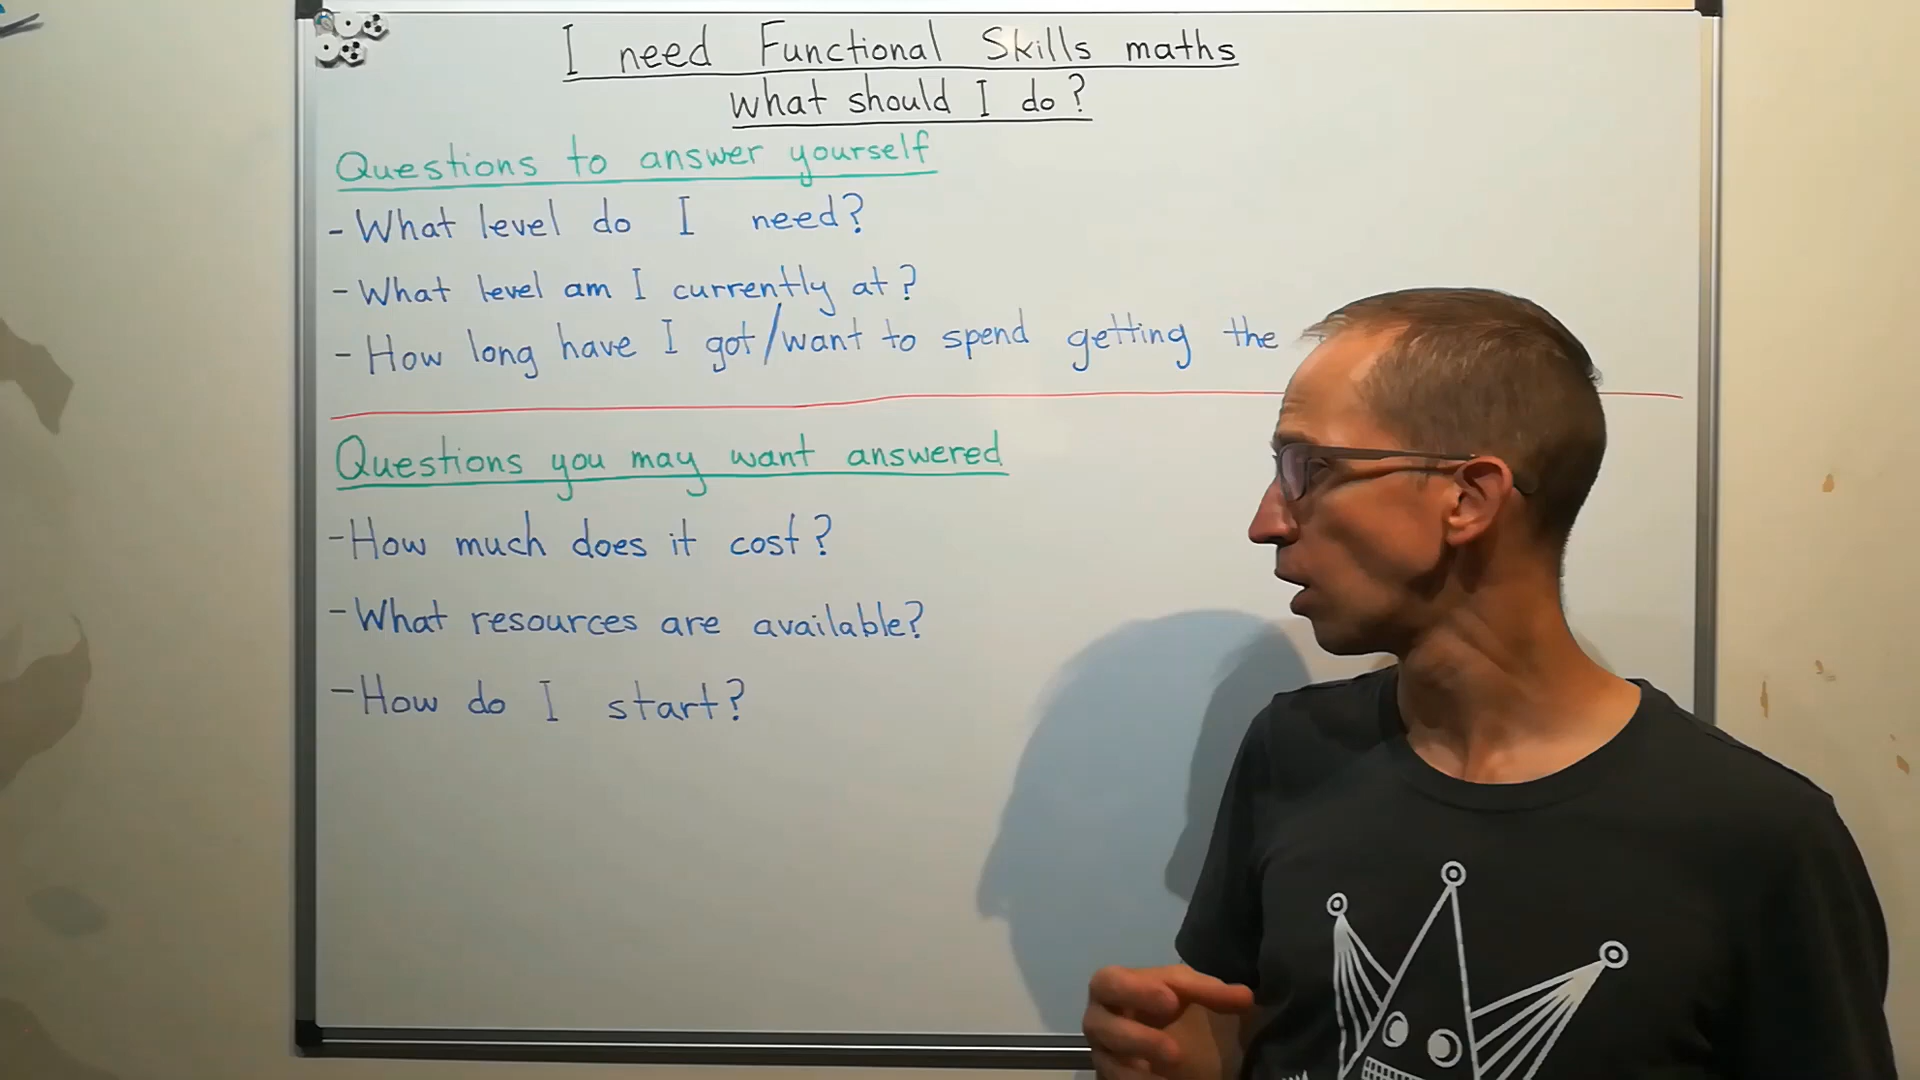 I need Functional Skills maths
what should I do?
Questions to answer yourself
- What level do I need?
- What level am I currently at?
- How long have I got/want to spend getting the
Questions you may want answered
- How much does it cost?
- What resources are available?
- How do I start?